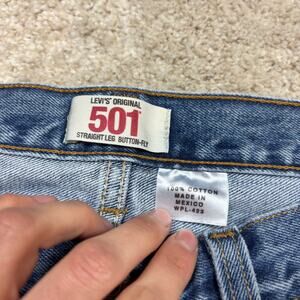 LEVI'S® ORIGINAL
501®
STRAIGHT LEG BUTTON-FLY
100% COTTON
MADE IN
MEXICO
WPL-423